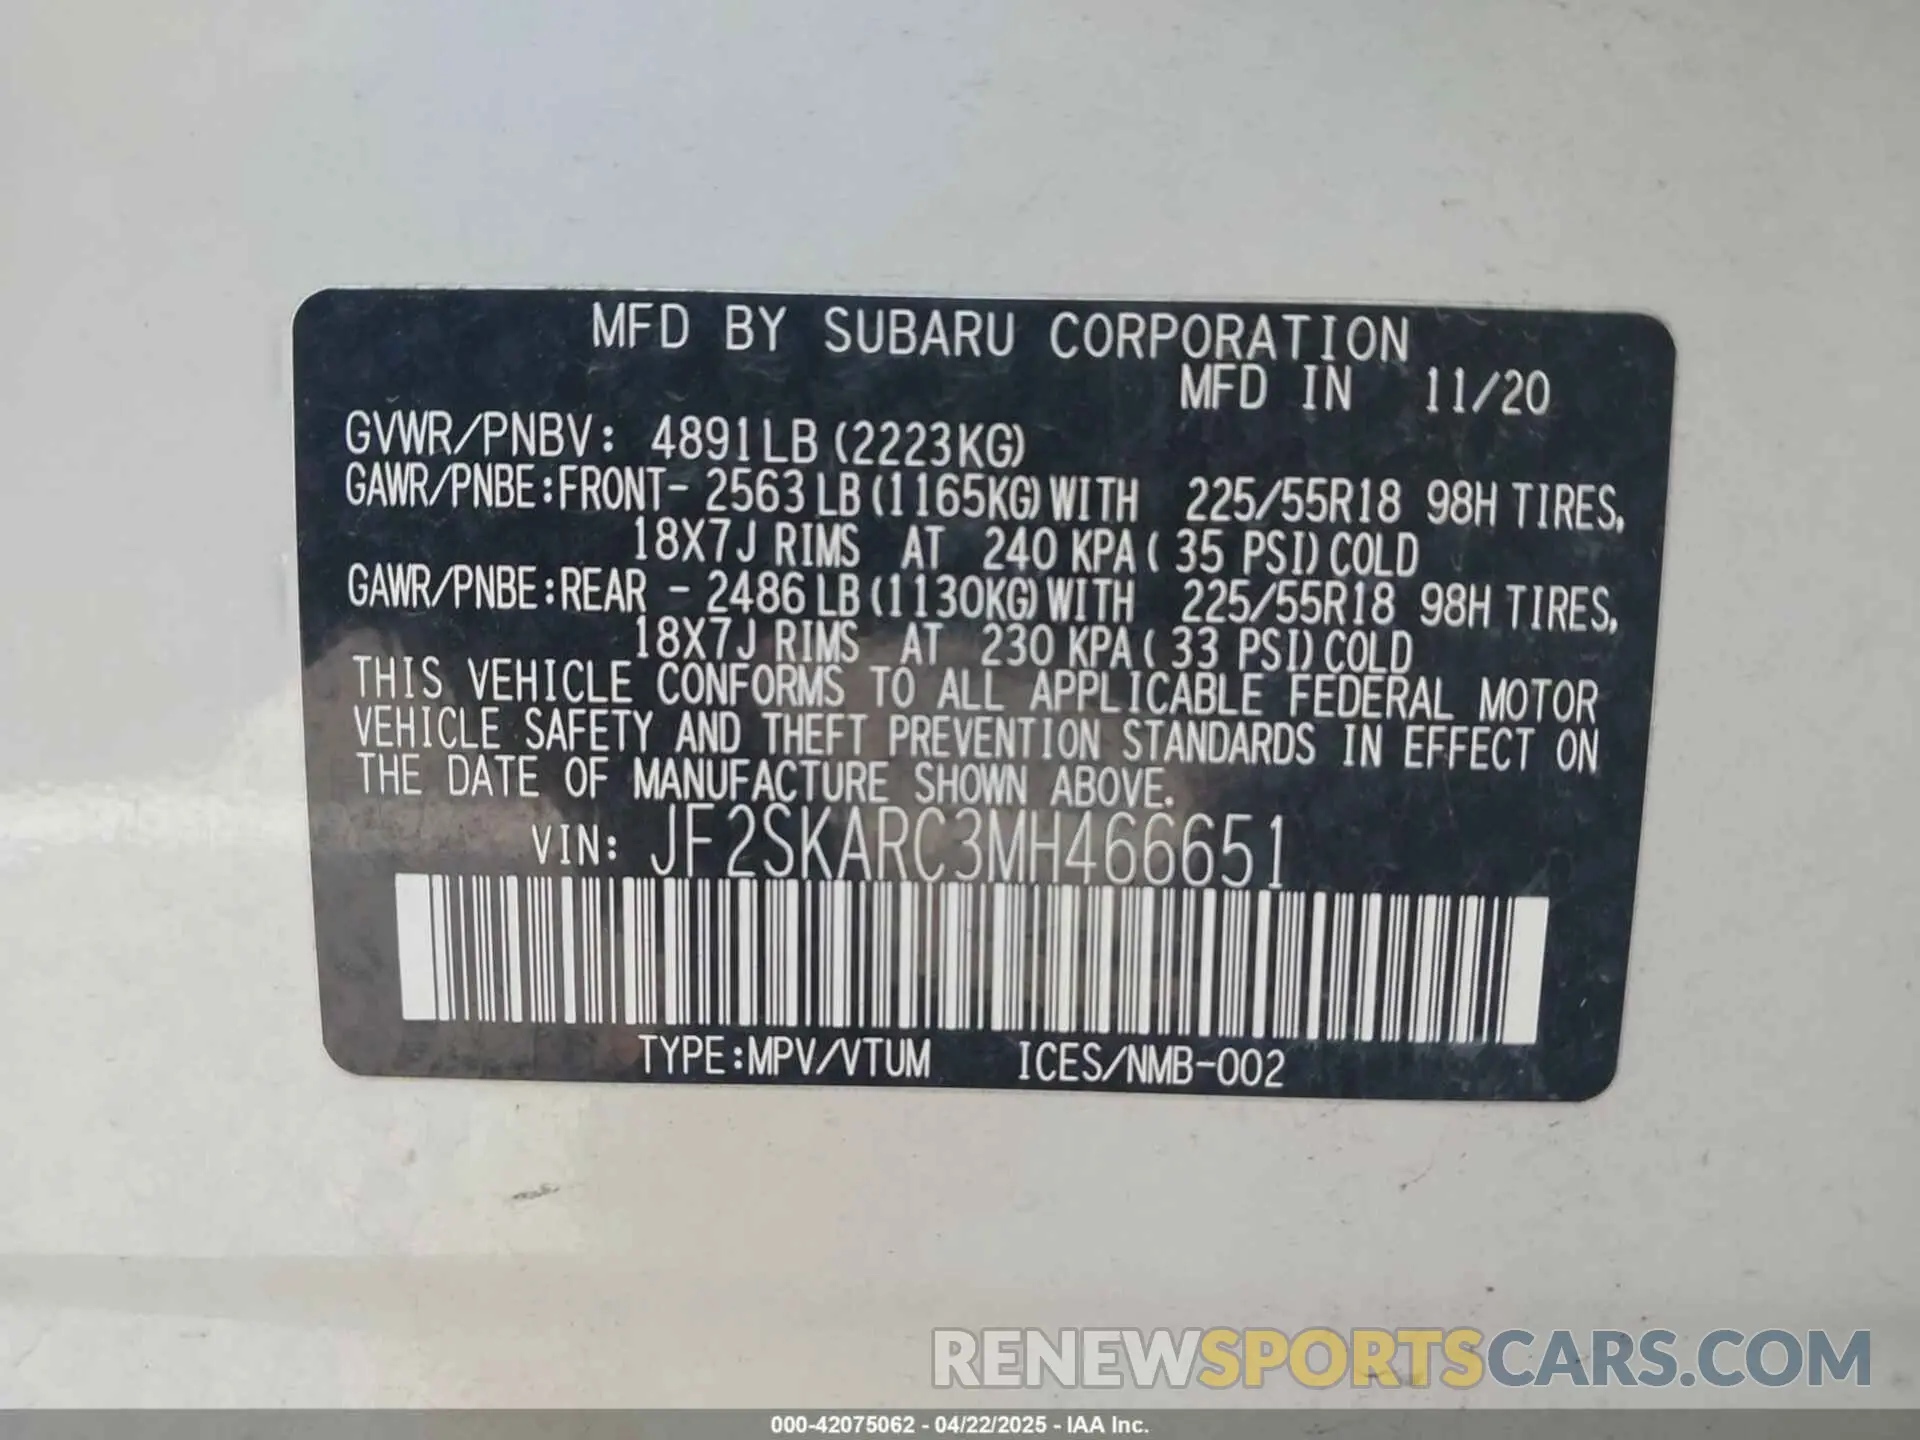 MFD BY SUBARU CORPORATION
MFD IN 11/20
GVWR/PNBV: 4891LB (2223KG)
GAWR/PNBE:FRONT- 2563LB(1165KG)WITH 225/55R18 98H TIRES,
18X7J RIMS AT 240 KPA( 35 PSI)COLD
GAWR/PNBE:REAR - 2486LB(1130KG)WITH 225/55R18 98H TIRES,
18X7J RIMS AT 230 KPA( 33 PSI)COLD
THIS VEHICLE CONFORMS TO ALL APPLICABLE FEDERAL MOTOR
VEHICLE SAFETY AND THEFT PREVENTION STANDARDS IN EFFECT ON
THE DATE OF MANUFACTURE SHOWN ABOVE.
VIN: JF2SKARC3MH466651
TYPE:MPV/VTUM ICES/NMB-002
RENEWSPORTSCARS.COM
000-42075062 - 04/22/2025 - IAA Inc.